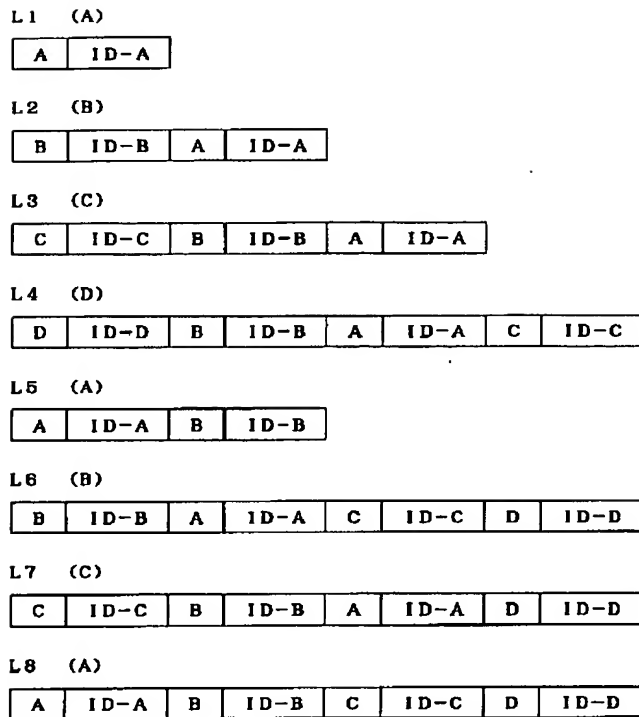 L1 (A)
A ID-A
L2 (B)
B ID-B A ID-A
L3 (C)
C ID-C B ID-B A ID-A
L4 (D)
D ID-D B ID-B A ID-A C ID-C
L5 (A)
A ID-A B ID-B
L6 (B)
B ID-B A ID-A C ID-C D ID-D
L7 (C)
C ID-C B ID-B A ID-A D ID-D
L8 (A)
A ID-A B ID-B C ID-C D ID-D